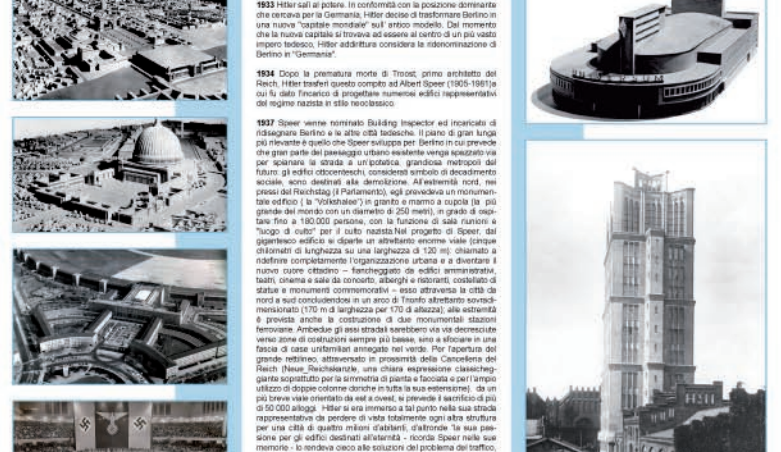 1933 Hitler salì al potere. In conformità con la posizione dominante
che cercava per la Germania, Hitler decise di trasformare Berlino in
una nuova "capitale mondiale" sull' antico modello. Dal momento
che la nuova capitale si trovava ad essere al centro di un più vasto
impero tedesco, Hitler addirittura considera la ridenominazione di
Berlino in "Germania".
1934 Dopo la prematura morte di Troost, primo architetto del
Reich, Hitler trasferì questo compito ad Albert Speer (1905-1981)a
cui fu dato l'incarico di progettare numerosi edifici rappresentativi
del regime nazista in stile neoclassico
1937 Speer venne nominato Building Inspector ed incaricato di
ridisegnare Berlino e le altre città tedesche. Il piano di gran lunga
più rilevante è quello che Speer sviluppa per Berlino in cui prevede
che gran parte del paesaggio urbano esistente venga spazzato via
per spianare la strada a un'ipotetica, grandiosa metropoli del
futuro: gli edifici ottocenteschi, considerati simbolo di decadimento
sociale, sono destinati alla demolizione. All'estremità nord, nei
pressi del Reichstag (il Parlamento), egli prevedeva un monumen-
tale edificio ( la "Volkshalee") in granito e marmo a cupola (la più
grande del mondo con un diametro di 250 metri), in grado di ospi-
tare fino a 180.000 persone, con la funzione di sala riunioni e
"luogo di culto" per il culto nazista.Nel progetto di Speer, dal
gigantesco edificio si diparte un altrettanto enorme viale (cinque
chilometri di lunghezza su una larghezza di 120 m): chiamato a
ridefinire completamente l'organizzazione urbana e a diventare il
nuovo cuore cittadino – fiancheggiato da edifici amministrativi,
teatri, cinema e sale da concerto, alberghi e ristoranti, costellato di
statue e monumenti commemorativi – esso attraversa la città da
nord a sud concludendosi in un arco di Trionfo altrettanto sovradi-
mensionato (170 m di larghezza per 170 di altezza); alle estremità
è prevista anche la costruzione di due monumentali stazioni
ferroviarie. Ambedue gli assi stradali sarebbero via via decresciute
verso zone di costruzioni sempre più basse, sino a sfociare in una
fascia di case unifamiliari annegate nel verde. Per l'apertura del
grande rettilineo, attraversato in prossimità della Cancelleria del
Reich (Neue_Reichskanzle, una chiara espressione classicheg-
giante soprattutto per la simmetria di pianta e facciata e per l'ampio
utilizzo di doppie colonne doriche in tutta la sua estensione). da un
più breve viale orientato da est a ovest, si prevede il sacrificio di più
di 50 000 alloggi. Hitler si era immerso a tal punto nella sua strada
rappresentativa da perdere di vista totalmente ogni altra struttura
per una città di quattro milioni d'abitanti, d'altronde "la sua pas-
sione per gli edifici destinati all'eternità - ricorda Speer nelle sue
memorie - lo rendeva cieco alle soluzioni del problema del traffico,